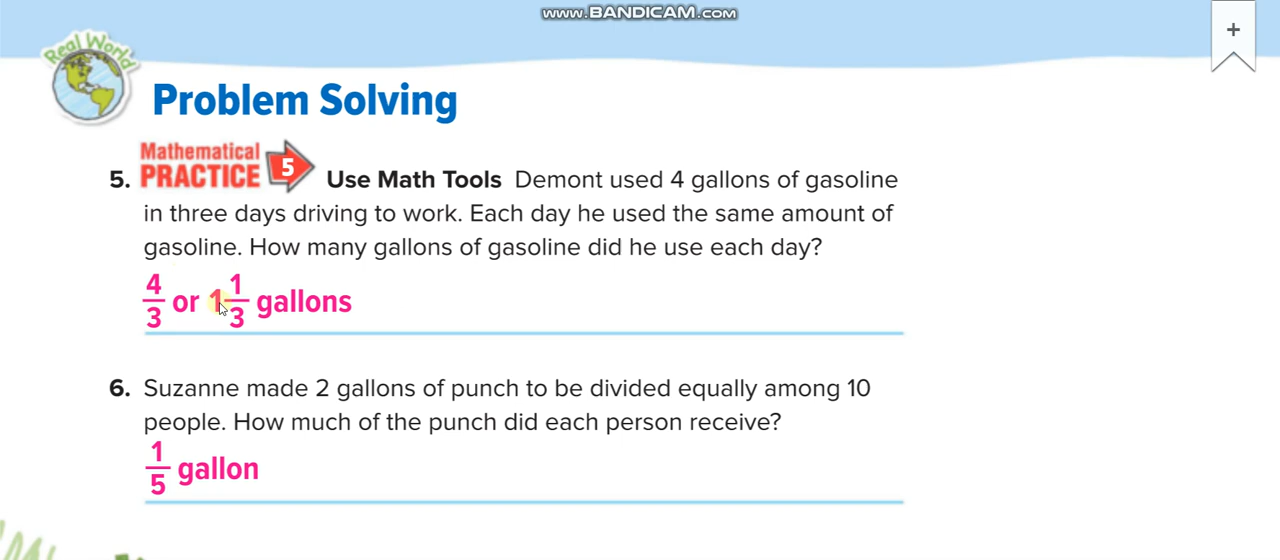 www.BANDICAM.com
+
Real World
Problem Solving
Mathematical
5. PRACTICE 5 Use Math Tools Demont used 4 gallons of gasoline
in three days driving to work. Each day he used the same amount of
gasoline. How many gallons of gasoline did he use each day?
4/3 or 1 1/3 gallons
6. Suzanne made 2 gallons of punch to be divided equally among 10
people. How much of the punch did each person receive?
1/5 gallon